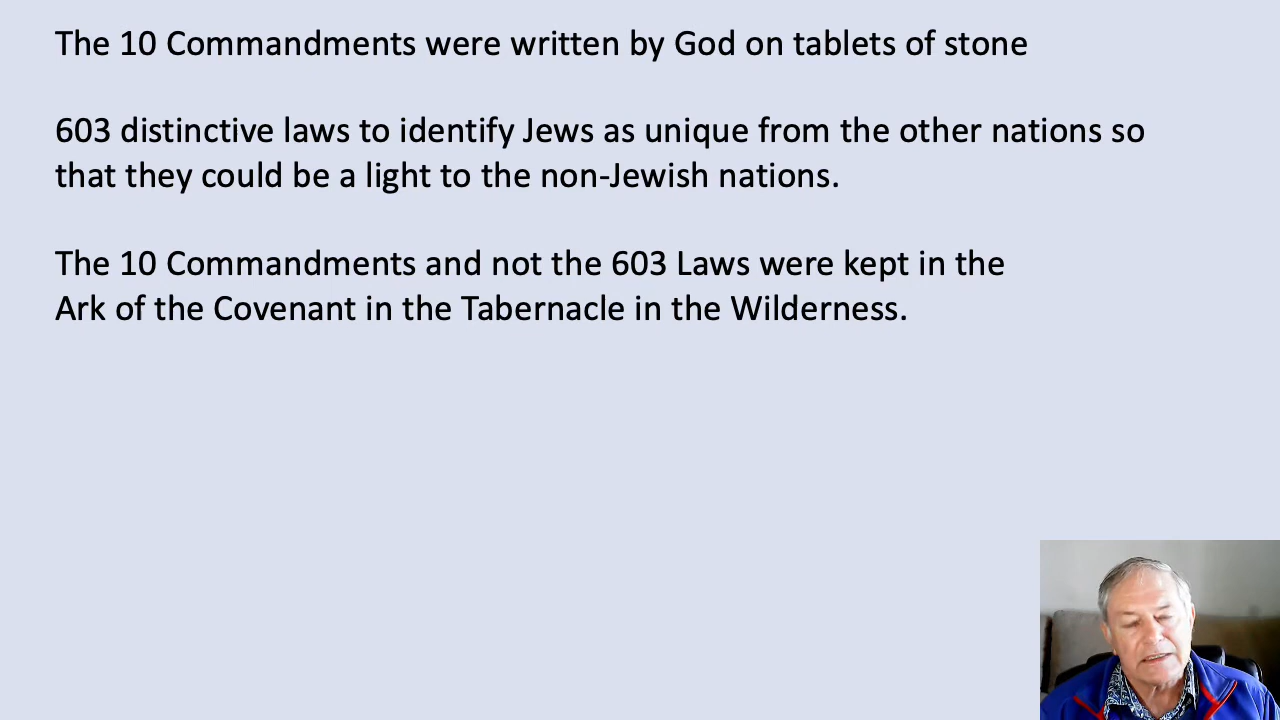 The 10 Commandments were written by God on tablets of stone
603 distinctive laws to identify Jews as unique from the other nations so
that they could be a light to the non-Jewish nations.
The 10 Commandments and not the 603 Laws were kept in the
Ark of the Covenant in the Tabernacle in the Wilderness.